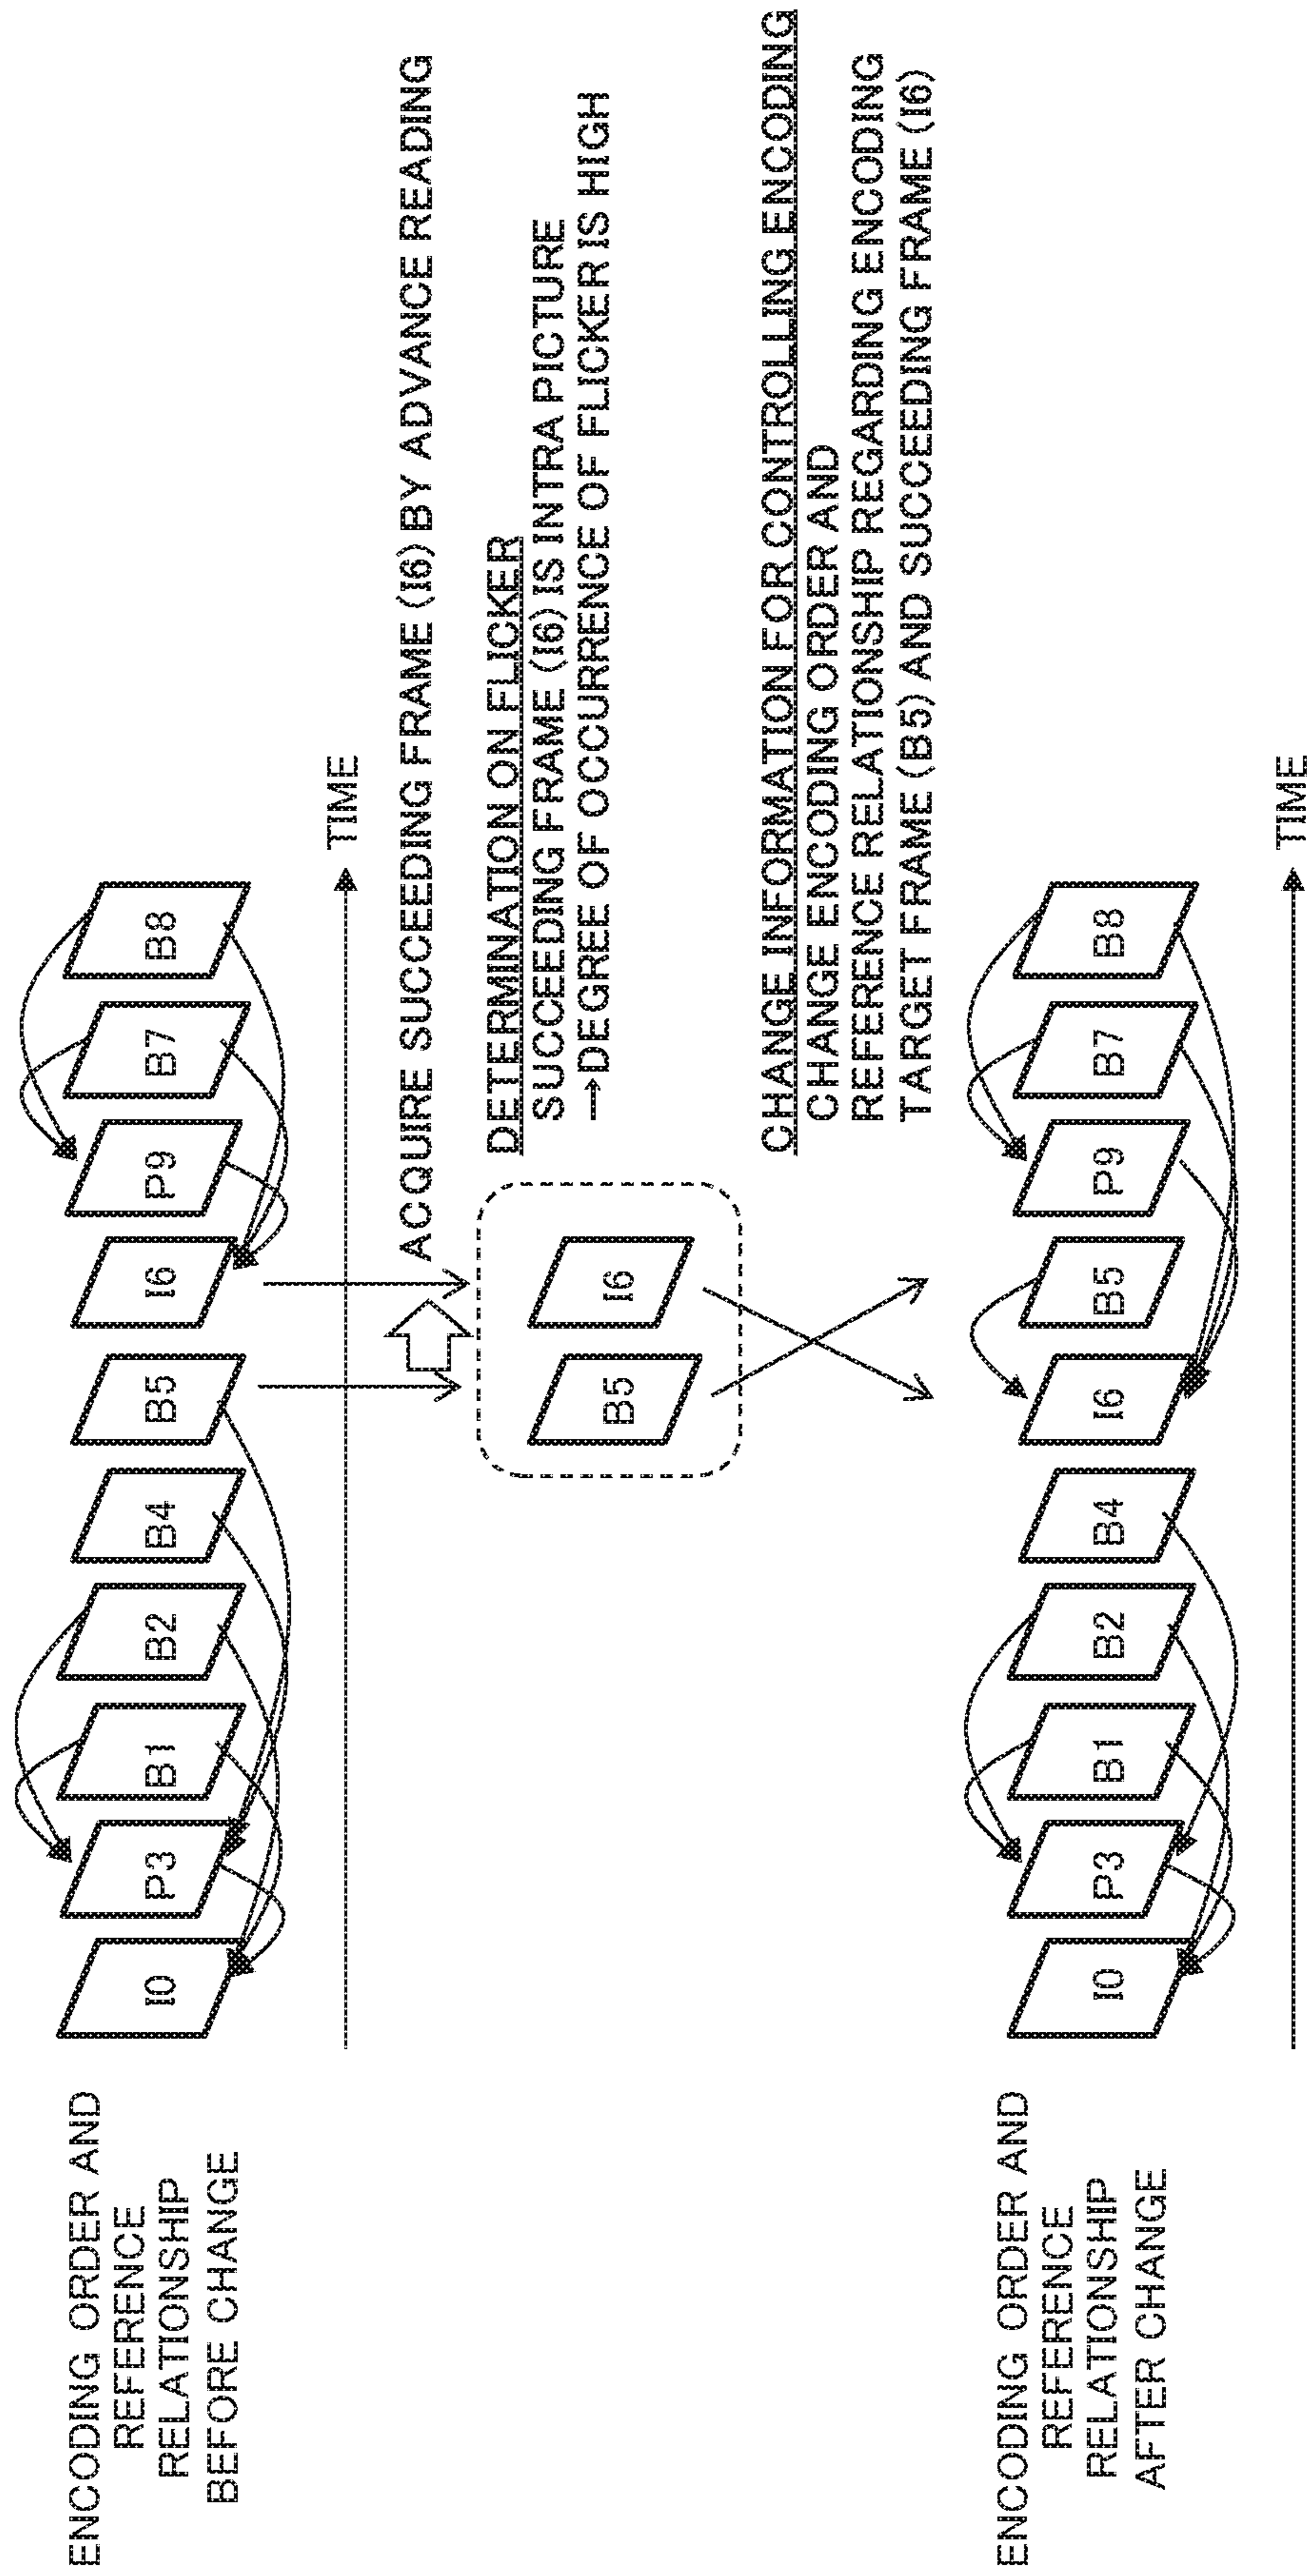 ENCODING ORDER AND
REFERENCE
RELATIONSHIP
BEFORE CHANGE
I0
P3
B1
B2
B4
B5
I6
P9
B7
B8
TIME
ACQUIRE SUCCEEDING FRAME (I6) BY ADVANCE READING
B5
I6
DETERMINATION ON FLICKER
SUCCEEDING FRAME (I6) IS INTRA PICTURE
→DEGREE OF OCCURRENCE OF FLICKER IS HIGH
CHANGE INFORMATION FOR CONTROLLING ENCODING
CHANGE ENCODING ORDER AND
REFERENCE RELATIONSHIP REGARDING ENCODING
TARGET FRAME (B5) AND SUCCEEDING FRAME (I6)
ENCODING ORDER AND
REFERENCE
RELATIONSHIP
AFTER CHANGE
I0
P3
B1
B2
B4
I6
B5
P9
B7
B8
TIME